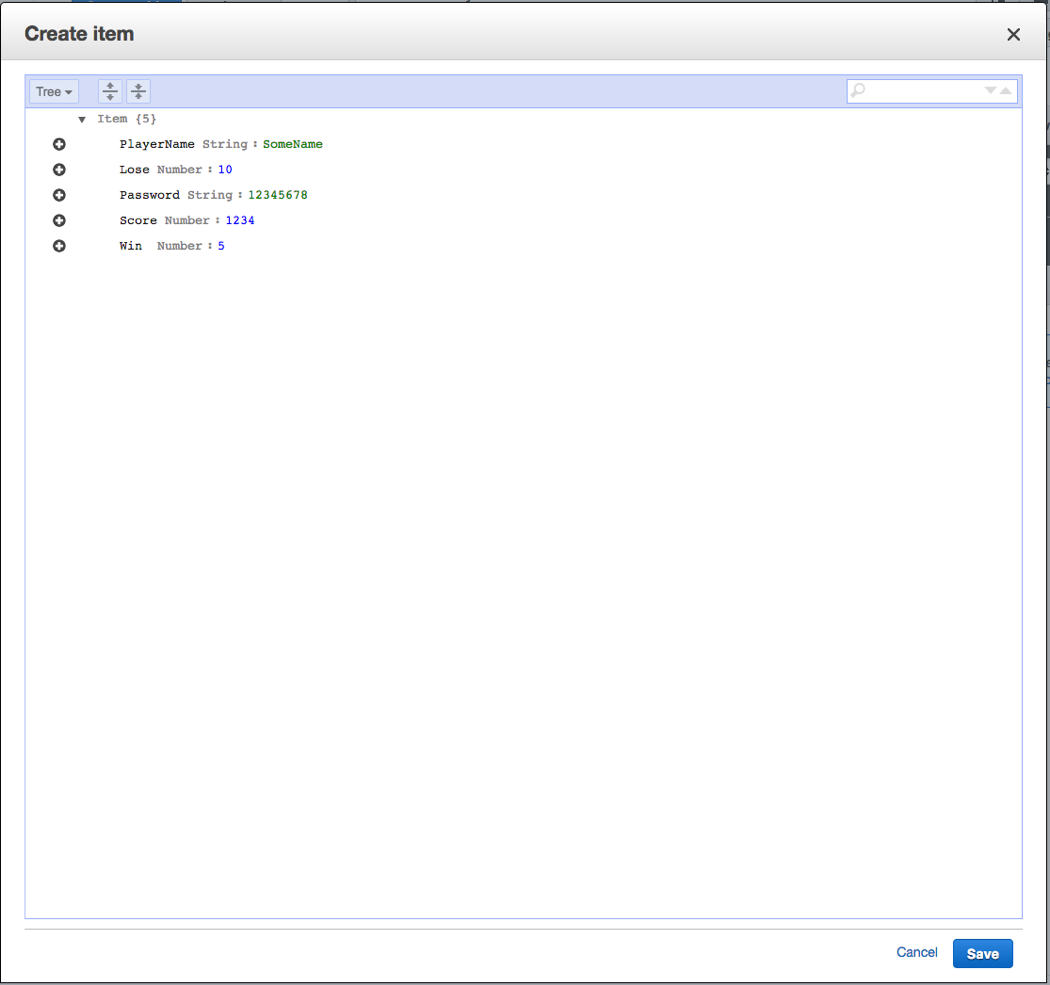 Create item
Tree
Item {5}
PlayerName String : SomeName
Lose Number : 10
Password String : 12345678
Score Number : 1234
Win Number : 5
Cancel Save